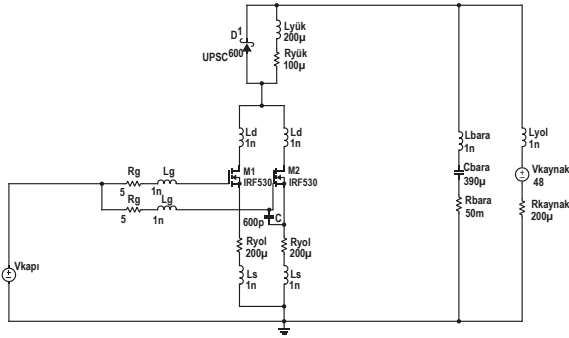 D1
UPSC600
Lyük
200µ
Ryük
100µ
Ld
1n
Ld
1n
M1
IRF530
M2
IRF530
Rg
5
Lg
1n
Rg
5
Lg
1n
600p
C
Ryol
200µ
Ryol
200µ
Ls
1n
Ls
1n
Vkapı
Lbara
1n
Cbara
390µ
Rbara
50m
Lyol
1n
Vkaynak
48
Rkaynak
200µ